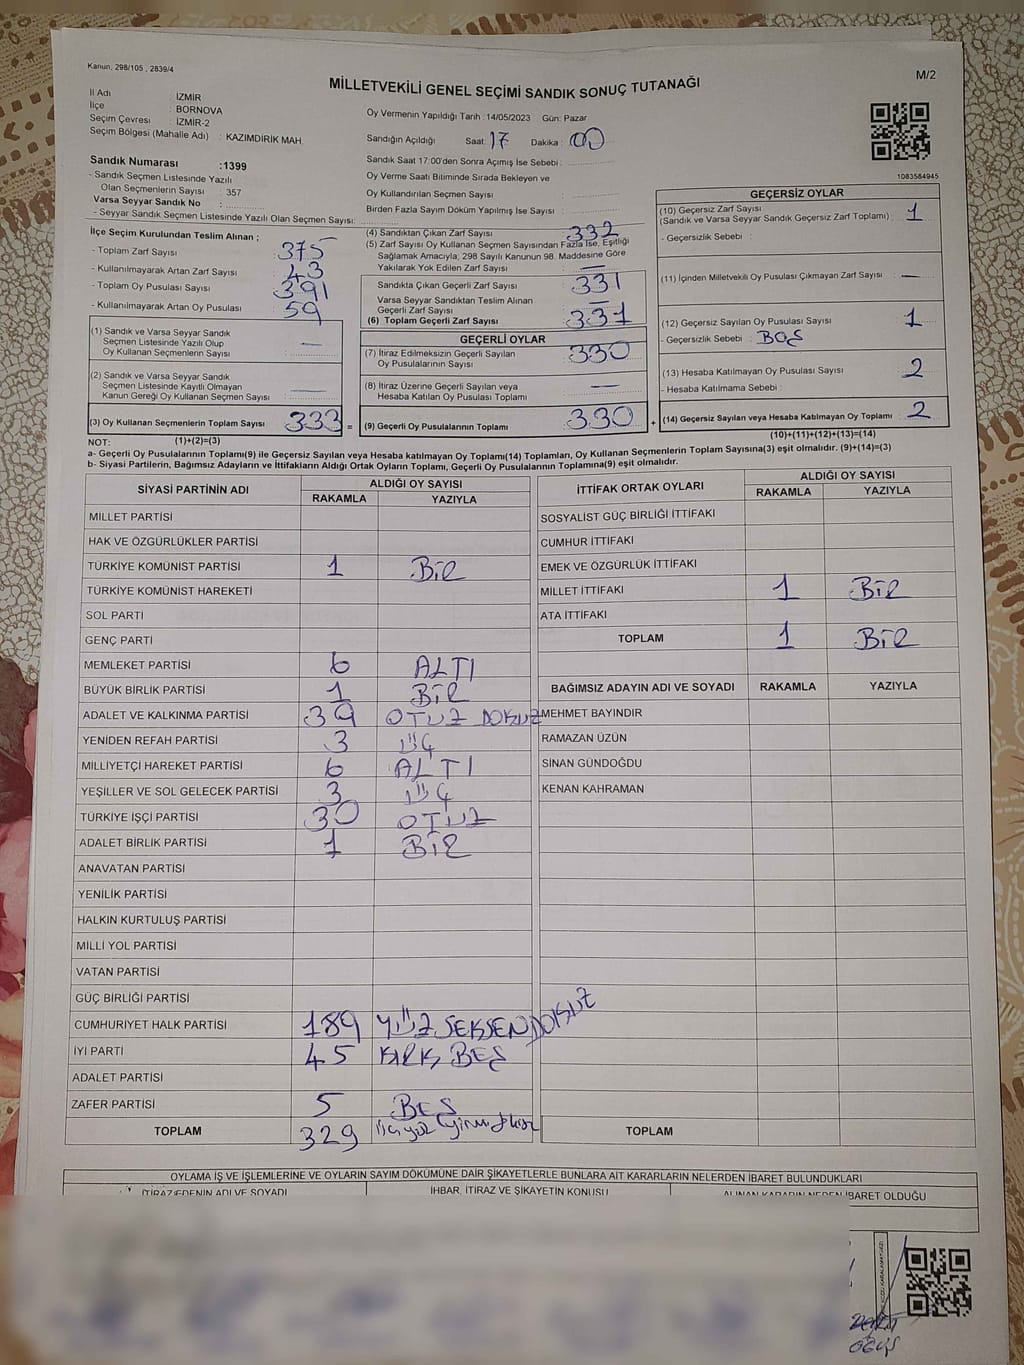 Kanun, 298/105 , 2839/4
M/2
MİLLETVEKİLİ GENEL SEÇİMİ SANDIK SONUÇ TUTANAĞI
İl Adı : İZMİR
İlçe : BORNOVA
Seçim Çevresi : İZMİR-2
Seçim Bölgesi (Mahalle Adı) : KAZIMDİRİK MAH.
Oy Vermenin Yapıldığı Tarih : 14/05/2023 Gün: Pazar
Sandığın Açıldığı Saat: 17 Dakika : 00
Sandık Saat 17:00'den Sonra Açılmış İse Sebebi :
Oy Verme Saati Bitiminde Sırada Bekleyen ve
Oy Kullandırılan Seçmen Sayısı :
Birden Fazla Sayım Döküm Yapılmış İse Sayısı :
1083584945
Sandık Numarası :1399
- Sandık Seçmen Listesinde Yazılı
Olan Seçmenlerin Sayısı : 357
Varsa Seyyar Sandık No :
- Seyyar Sandık Seçmen Listesinde Yazılı Olan Seçmen Sayısı:
İlçe Seçim Kurulundan Teslim Alınan ;
- Toplam Zarf Sayısı : 375
- Kullanılmayarak Artan Zarf Sayısı : 43
- Toplam Oy Pusulası Sayısı : 391
- Kullanılmayarak Artan Oy Pusulası : 59
(1) Sandık ve Varsa Seyyar Sandık
Seçmen Listesinde Yazılı Olup
Oy Kullanan Seçmenlerin Sayısı : —
(2) Sandık ve Varsa Seyyar Sandık
Seçmen Listesinde Kayıtlı Olmayan
Kanun Gereği Oy Kullanan Seçmen Sayısı : —
(3) Oy Kullanan Seçmenlerin Toplam Sayısı : 333 =
(1)+(2)=(3)
(4) Sandıktan Çıkan Zarf Sayısı : 332
(5) Zarf Sayısı Oy Kullanan Seçmen Sayısından Fazla İse, Eşitliği
Sağlamak Amacıyla; 298 Sayılı Kanunun 98. Maddesine Göre
Yakılarak Yok Edilen Zarf Sayısı : —
Sandıkta Çıkan Geçerli Zarf Sayısı : 331
Varsa Seyyar Sandıktan Teslim Alınan
Geçerli Zarf Sayısı : —
(6) Toplam Geçerli Zarf Sayısı : 331
GEÇERLİ OYLAR
(7) İtiraz Edilmeksizin Geçerli Sayılan
Oy Pusulalarının Sayısı : 330
(8) İtiraz Üzerine Geçerli Sayılan veya
Hesaba Katılan Oy Pusulası Toplamı : —
(9) Geçerli Oy Pusulalarının Toplamı : 330 +
GEÇERSİZ OYLAR
(10) Geçersiz Zarf Sayısı
(Sandık ve Varsa Seyyar Sandık Geçersiz Zarf Toplamı) : 1
- Geçersizlik Sebebi :
(11) İçinden Milletvekili Oy Pusulası Çıkmayan Zarf Sayısı : —
(12) Geçersiz Sayılan Oy Pusulası Sayısı : 1
- Geçersizlik Sebebi : BOŞ
(13) Hesaba Katılmayan Oy Pusulası Sayısı : 2
- Hesaba Katılmama Sebebi :
(14) Geçersiz Sayılan veya Hesaba Katılmayan Oy Toplamı : 2
(10)+(11)+(12)+(13)=(14)
NOT:
a- Geçerli Oy Pusulalarının Toplamı(9) ile Geçersiz Sayılan veya Hesaba katılmayan Oy Toplamı(14) Toplamları, Oy Kullanan Seçmenlerin Toplam Sayısına(3) eşit olmalıdır. (9)+(14)=(3)
b- Siyasi Partilerin, Bağımsız Adayların ve İttifakların Aldığı Ortak Oyların Toplamı, Geçerli Oy Pusulalarının Toplamına(9) eşit olmalıdır.
SİYASİ PARTİNİN ADI ALDIĞI OY SAYISI
RAKAMLA YAZIYLA
MİLLET PARTİSİ
HAK VE ÖZGÜRLÜKLER PARTİSİ
TÜRKİYE KOMÜNİST PARTİSİ 1 BİR
TÜRKİYE KOMÜNİST HAREKETİ
SOL PARTİ
GENÇ PARTİ
MEMLEKET PARTİSİ 6 ALTI
BÜYÜK BİRLİK PARTİSİ 1 BİR
ADALET VE KALKINMA PARTİSİ 39 OTUZ DOKUZ
YENİDEN REFAH PARTİSİ 3 ÜÇ
MİLLİYETÇİ HAREKET PARTİSİ 6 ALTI
YEŞİLLER VE SOL GELECEK PARTİSİ 3 ÜÇ
TÜRKİYE İŞÇİ PARTİSİ 30 OTUZ
ADALET BİRLİK PARTİSİ 1 BİR
ANAVATAN PARTİSİ
YENİLİK PARTİSİ
HALKIN KURTULUŞ PARTİSİ
MİLLİ YOL PARTİSİ
VATAN PARTİSİ
GÜÇ BİRLİĞİ PARTİSİ
CUMHURİYET HALK PARTİSİ 189 YÜZ SEKSEN DOKUZ
İYİ PARTİ 45 KIRK BEŞ
ADALET PARTİSİ
ZAFER PARTİSİ 5 BEŞ
TOPLAM 329
İTTİFAK ORTAK OYLARI ALDIĞI OY SAYISI
RAKAMLA YAZIYLA
SOSYALİST GÜÇ BİRLİĞİ İTTİFAKI
CUMHUR İTTİFAKI
EMEK VE ÖZGÜRLÜK İTTİFAKI
MİLLET İTTİFAKI 1 BİR
ATA İTTİFAKI
TOPLAM 1 BİR
BAĞIMSIZ ADAYIN ADI VE SOYADI RAKAMLA YAZIYLA
MEHMET BAYINDIR
RAMAZAN ÜZÜN
SİNAN GÜNDOĞDU
KENAN KAHRAMAN
TOPLAM
OYLAMA İŞ VE İŞLEMLERİNE VE OYLARIN SAYIM DÖKÜMÜNE DAİR ŞİKAYETLERLE BUNLARA AİT KARARLARIN NELERDEN İBARET BULUNDUKLARI
İTİRAZ EDENİN ADI VE SOYADI İHBAR, İTİRAZ VE ŞİKAYETİN KONUSU ALINAN KARARIN NEDEN İBARET OLDUĞU